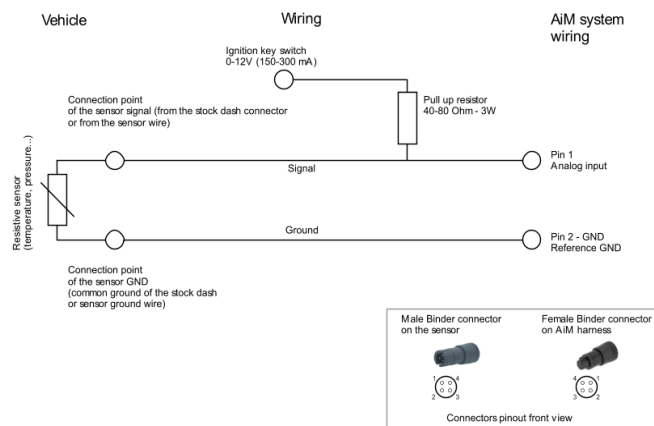 Vehicle
Wiring
AiM system
wiring
Ignition key switch
0-12V (150-300 mA)
Connection point
of the sensor signal (from the stock dash connector
or from the sensor wire)
Pull up resistor
40-80 Ohm - 3W
Signal
Pin 1
Analog input
Resistive sensor
(temperature, pressure...)
Ground
Pin 2 - GND
Reference GND
Connection point
of the sensor GND
(common ground of the stock dash
or sensor ground wire)
Male Binder connector
on the sensor
Female Binder connector
on AiM harness
1 4
2 3
4 1
3 2
Connectors pinout front view